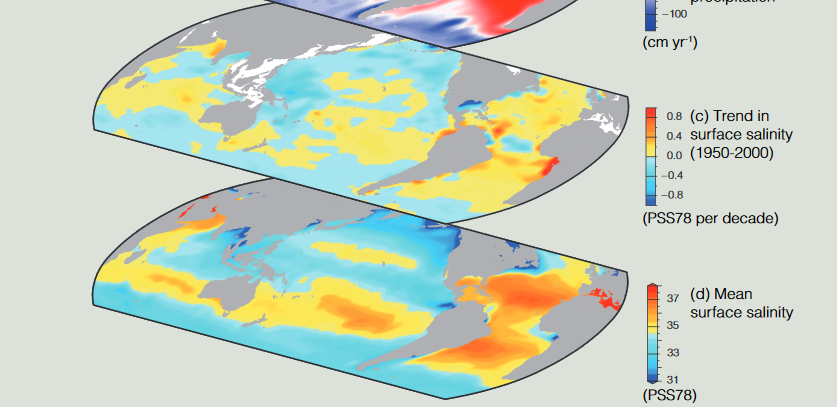 precipitation
−100
(cm yr-1)
0.8
0.4
0.0
−0.4
−0.8
(c) Trend in
surface salinity
(1950-2000)
(PSS78 per decade)
37
35
33
31
(d) Mean
surface salinity
(PSS78)